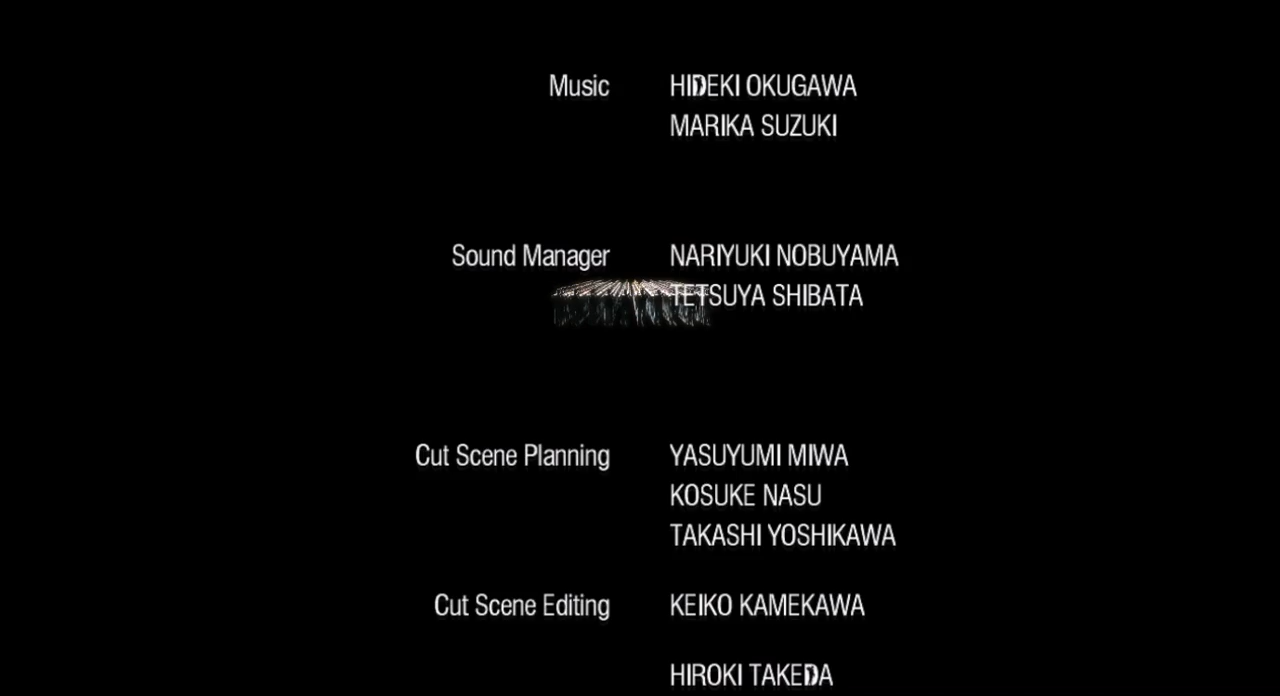 Music HIDEKI OKUGAWA
MARIKA SUZUKI
Sound Manager NARIYUKI NOBUYAMA
TETSUYA SHIBATA
Cut Scene Planning YASUYUMI MIWA
KOSUKE NASU
TAKASHI YOSHIKAWA
Cut Scene Editing KEIKO KAMEKAWA
HIROKI TAKEDA